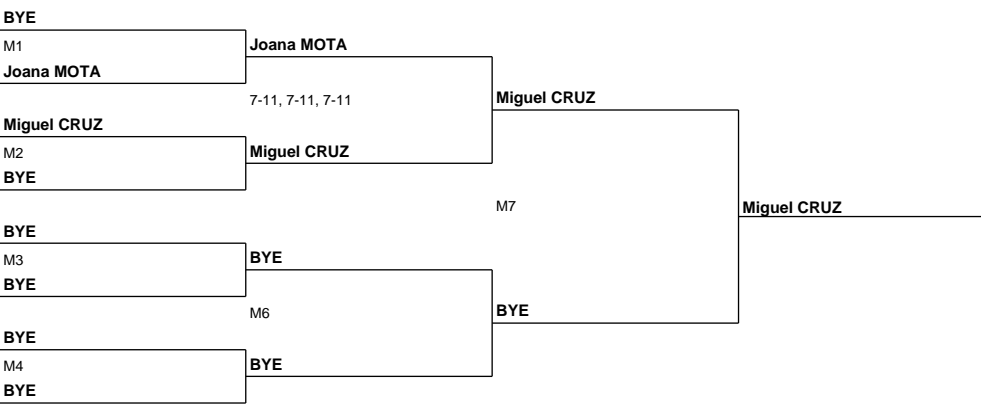 BYE
M1
Joana MOTA
Joana MOTA
7-11, 7-11, 7-11
Miguel CRUZ
Miguel CRUZ
M2
Miguel CRUZ
BYE
M7
Miguel CRUZ
BYE
M3
BYE
BYE
M6
BYE
BYE
M4
BYE
BYE